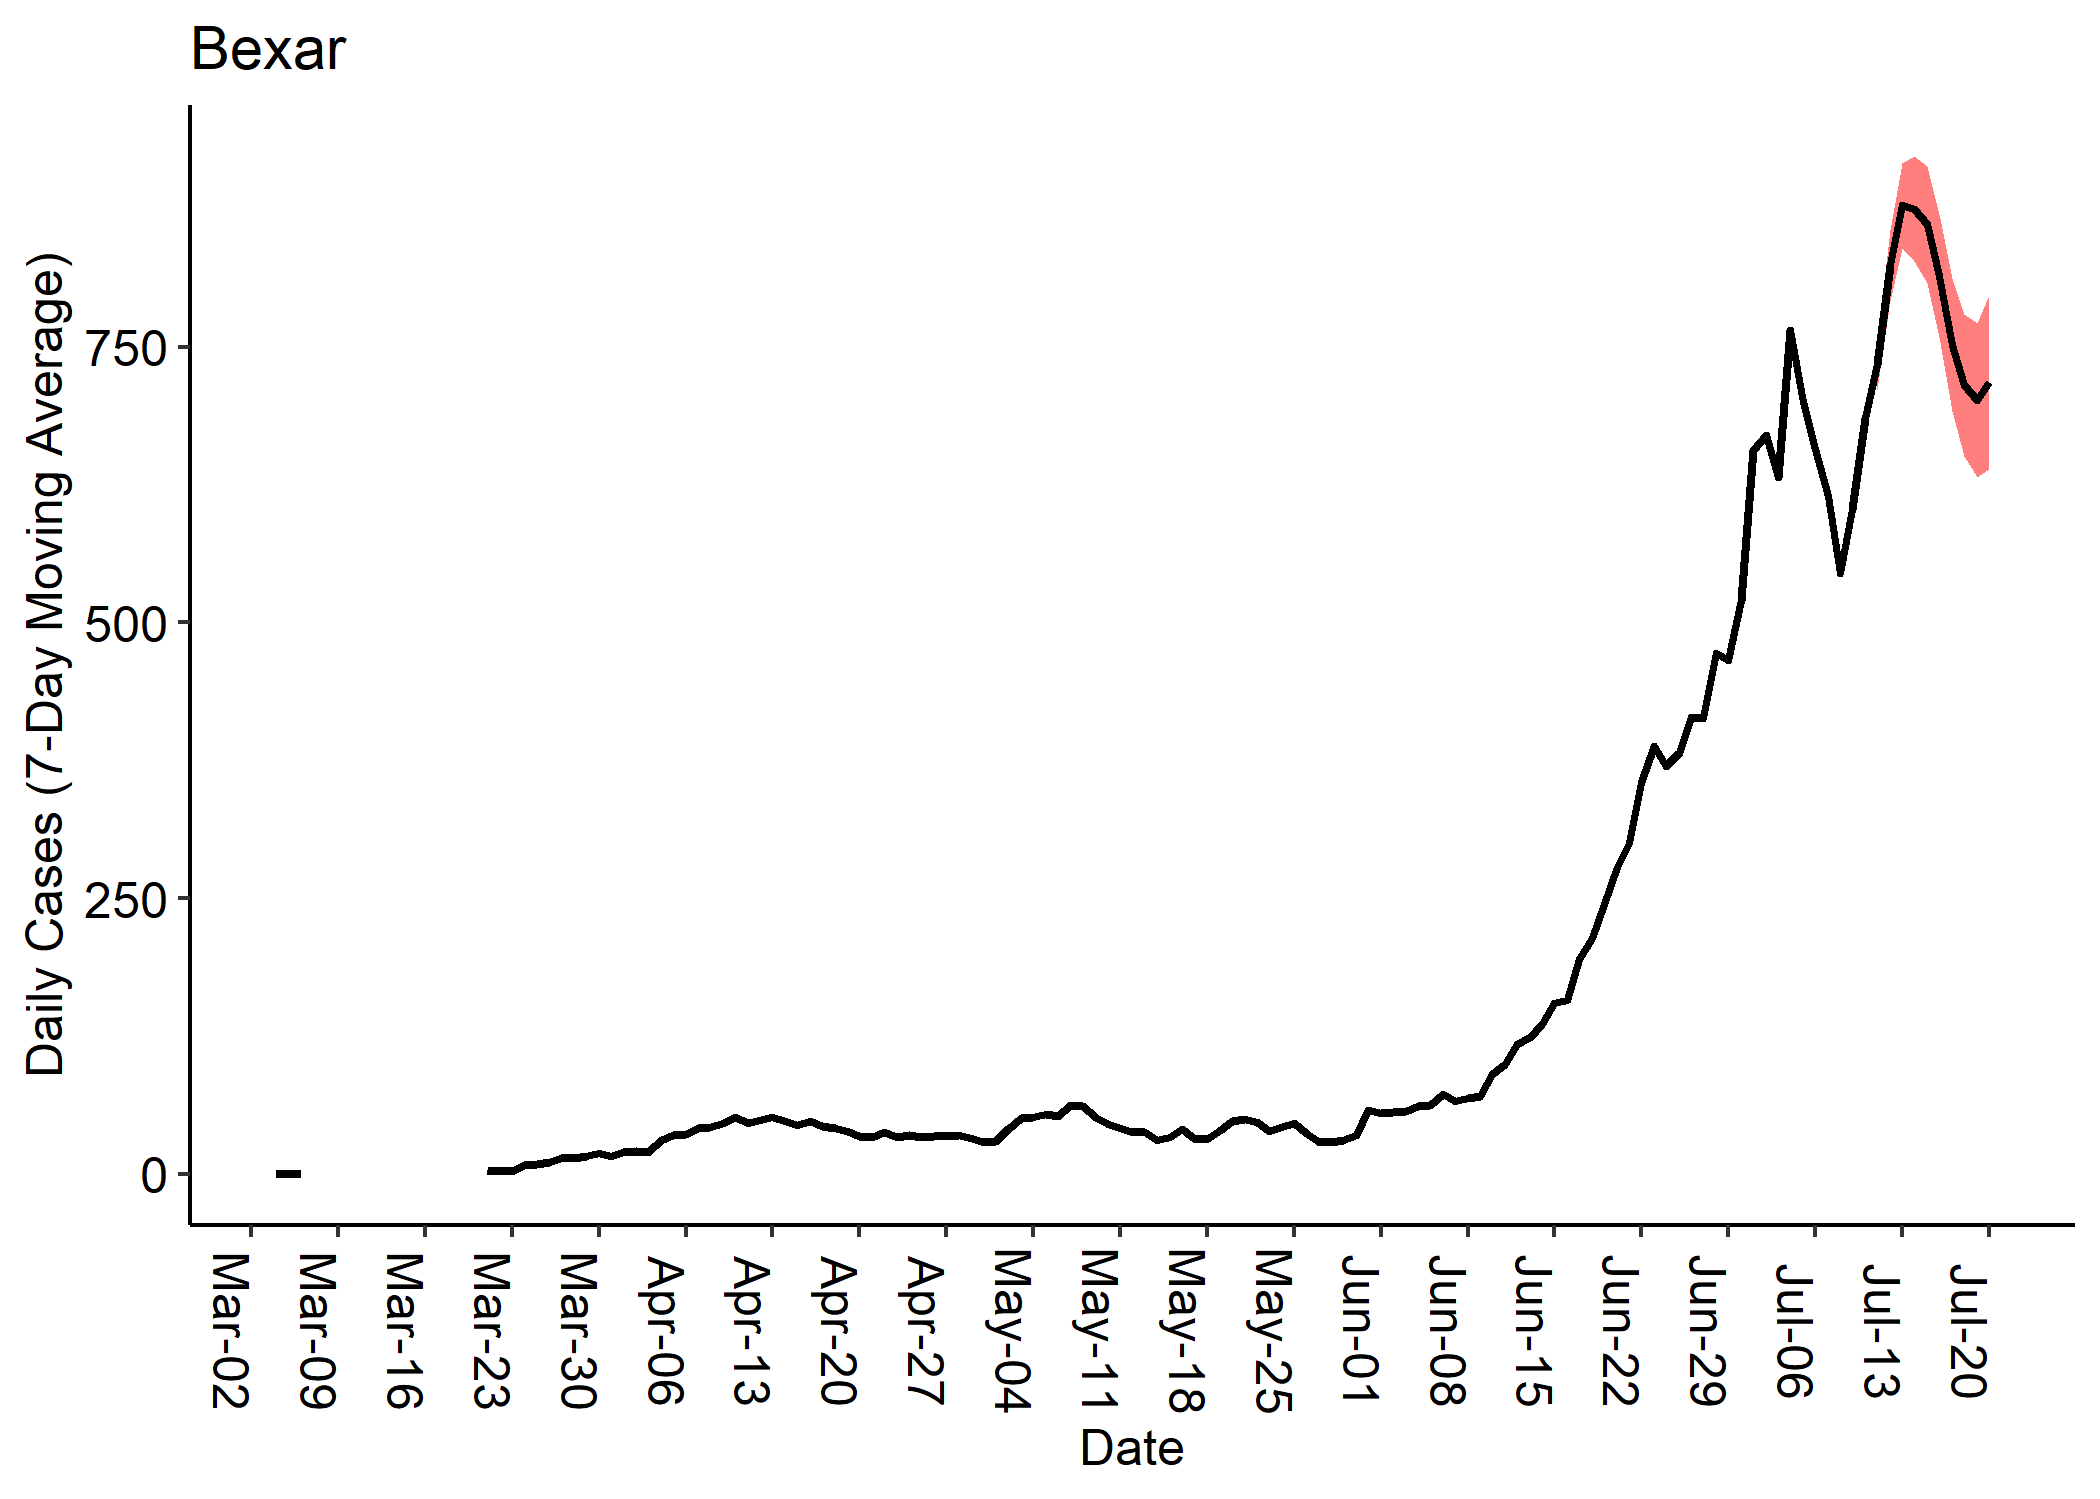 Bexar
Daily Cases (7-Day Moving Average)
750
500
250
0
Mar-02
Mar-09
Mar-16
Mar-23
Mar-30
Apr-06
Apr-13
Apr-20
Apr-27
May-04
May-11
May-18
May-25
Jun-01
Jun-08
Jun-15
Jun-22
Jun-29
Jul-06
Jul-13
Jul-20
Date